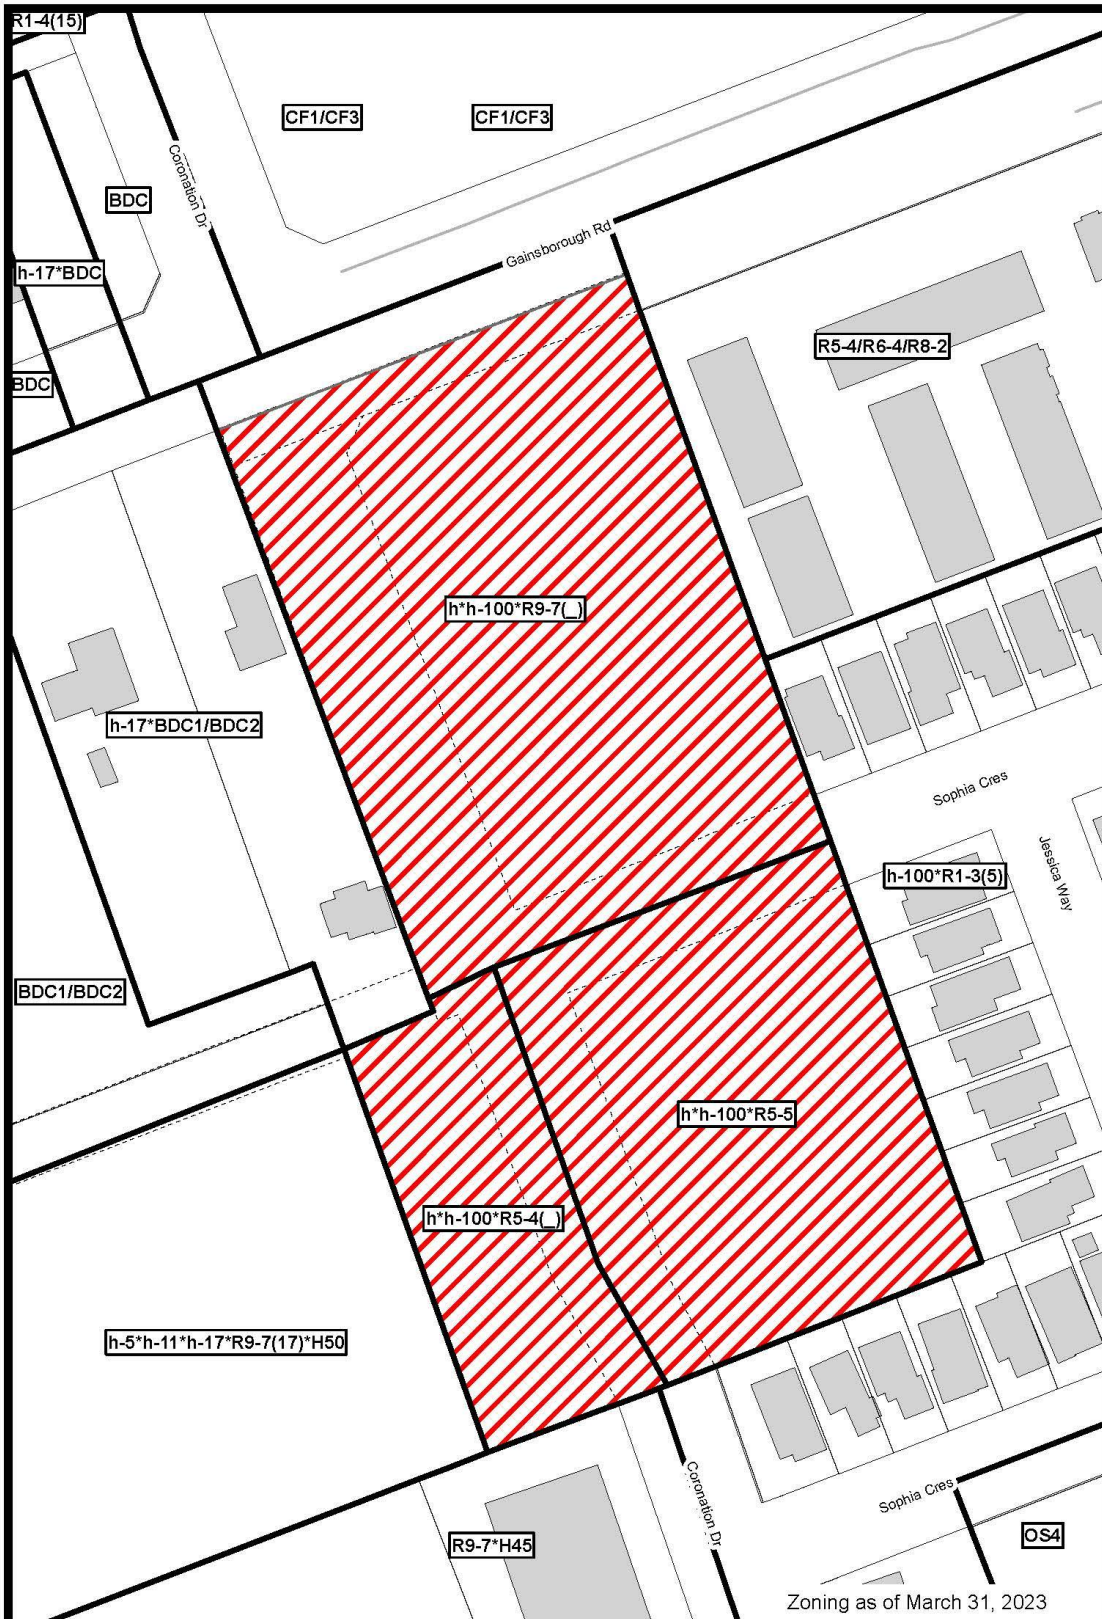 R1-4(15)
CF1/CF3
CF1/CF3
Coronation Dr
BDC
Gainsborough Rd
h-17*BDC
R5-4/R6-4/R8-2
BDC
h*h-100*R9-7(_)
h-17*BDC1/BDC2
Sophia Cres
Jessica Way
h-100*R1-3(5)
BDC1/BDC2
h*h-100*R5-5
h*h-100*R5-4(_)
h-5*h-11*h-17*R9-7(17)*H50
Coronation Dr
Sophia Cres
R9-7*H45
OS4
Zoning as of March 31, 2023